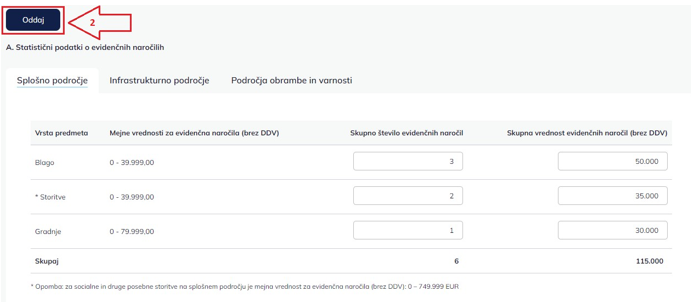 Oddaj
2
A. Statistični podatki o evidenčnih naročilih
Splošno področje Infrastrukturno področje Področja obrambe in varnosti
Vrsta predmeta Mejne vrednosti za evidenčna naročila (brez DDV) Skupno število evidenčnih naročil Skupna vrednost evidenčnih naročil (brez DDV)
Blago 0 - 39.999,00 3 50.000
* Storitve 0 - 39.999,00 2 35.000
Gradnje 0 - 79.999,00 1 30.000
Skupaj 6 115.000
* Opomba: za socialne in druge posebne storitve na splošnem področju je mejna vrednost za evidenčna naročila (brez DDV): 0 – 749.999 EUR